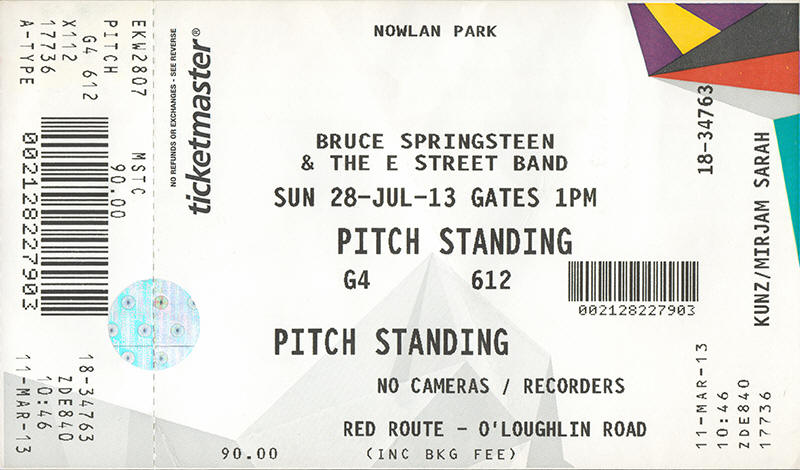 EKW2807 MSTC
PITCH 90.00
G4 612
X112
17736
A-TYPE
0021282279​03
18-34763
ZDE840
10:46
11-MAR-13
NO REFUNDS OR EXCHANGES - SEE REVERSE
ticketmaster®
NOWLAN PARK
BRUCE SPRINGSTEEN
& THE E STREET BAND
SUN 28-JUL-13 GATES 1PM
PITCH STANDING
G4 612
002128227903
PITCH STANDING
NO CAMERAS / RECORDERS
RED ROUTE - O'LOUGHLIN ROAD
90.00 (INC BKG FEE)
18-34763
KUNZ/MIRJAM SARAH
11-MAR-13
10:46
ZDE840
17736